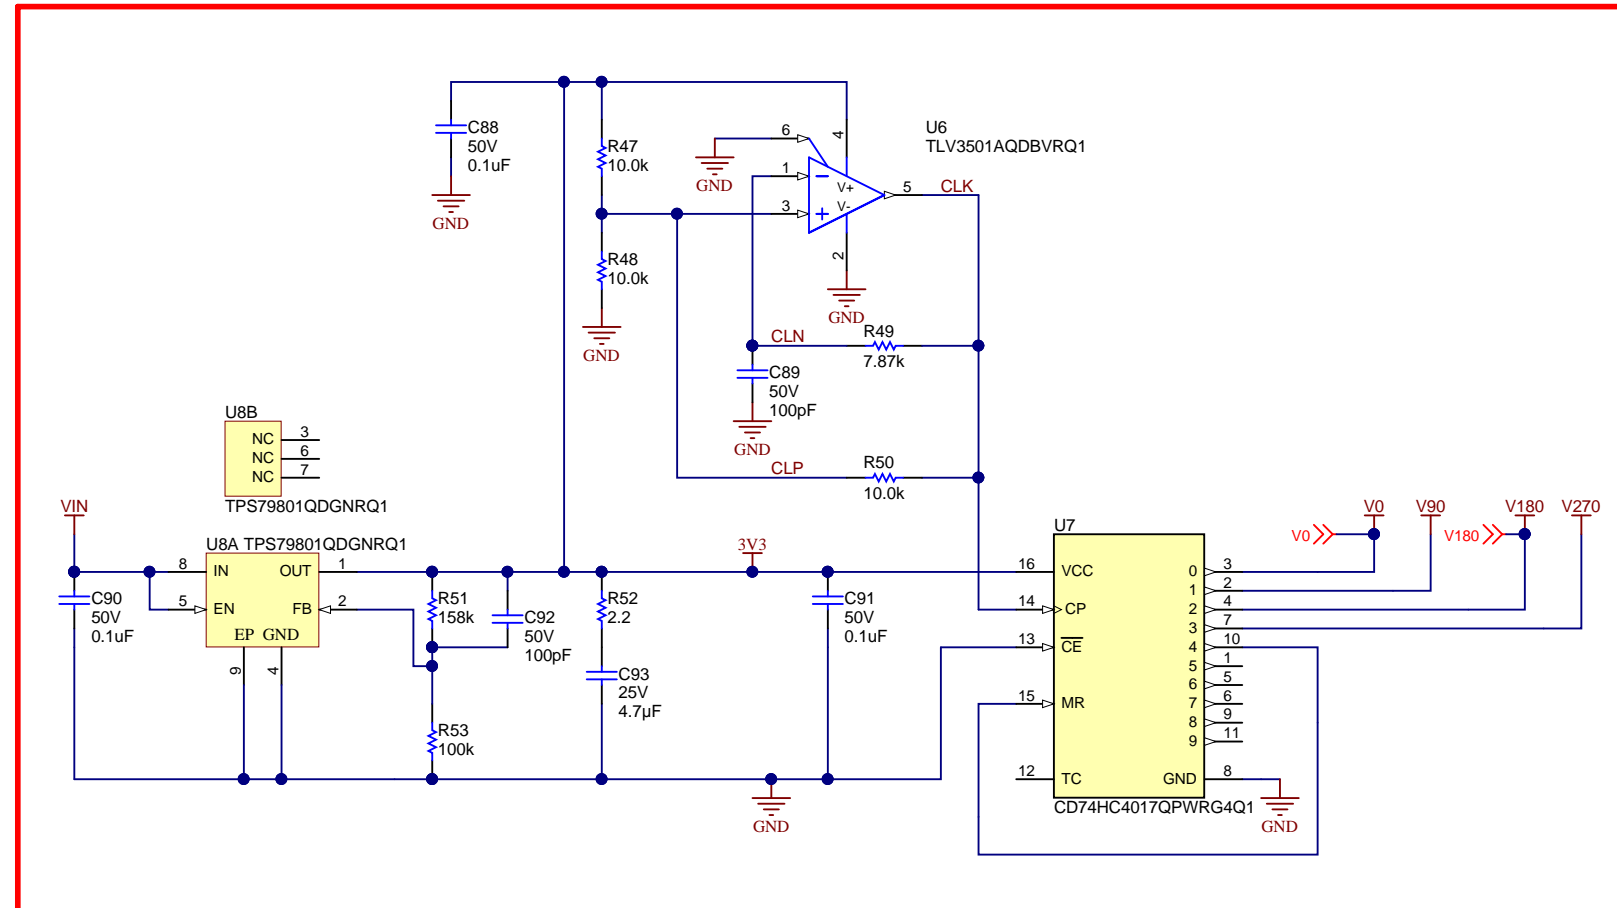 C88
50V
0.1uF
GND
R47
10.0k
R48
10.0k
GND
GND
6
1
3
4
V+
V-
2
5
CLK
U6
TLV3501AQDBVRQ1
GND
CLN
R49
7.87k
C89
50V
100pF
GND
CLP
R50
10.0k
U8B
NC 3
NC 6
NC 7
TPS79801QDGNRQ1
VIN
U8A TPS79801QDGNRQ1
8 IN OUT 1
5 EN FB 2
EP GND
9
4
C90
50V
0.1uF
R51
158k
C92
50V
100pF
R53
100k
R52
2.2
C93
25V
4.7µF
3V3
C91
50V
0.1uF
GND
U7
16 VCC
14 CP
13 CE
15 MR
12 TC
0 3
1 2
2 4
3 7
4 10
5 1
6 5
7 6
8 9
9 11
GND 8
CD74HC4017QPWRG4Q1
GND
V0
V0
V90
V180
V180
V270